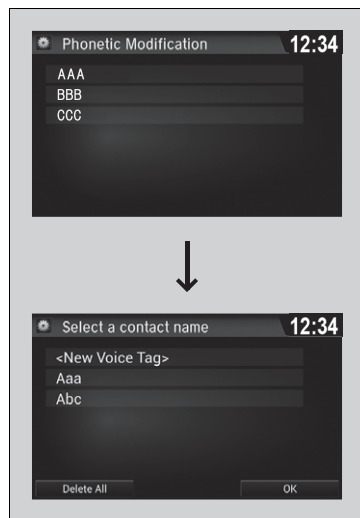 Phonetic Modification 12:34
AAA
BBB
CCC
Select a contact name 12:34
<New Voice Tag>
Aaa
Abc
Delete All OK